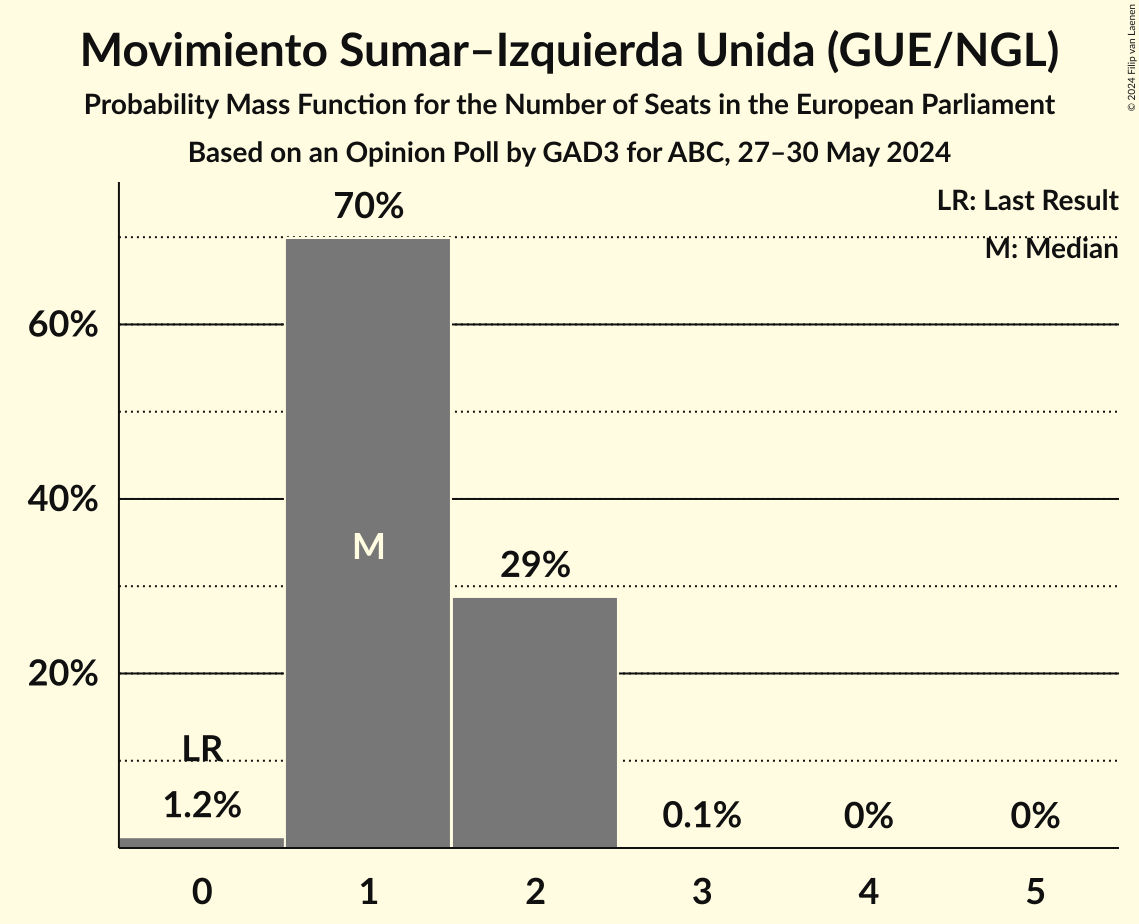 Movimiento Sumar–Izquierda Unida (GUE/NGL)
Probability Mass Function for the Number of Seats in the European Parliament
Based on an Opinion Poll by GAD3 for ABC, 27–30 May 2024
© 2024 Filip van Laenen
LR: Last Result
M: Median
70%
60%
M
40%
29%
20%
LR
1.2%
0.1%
0%
0%
0 1 2 3 4 5